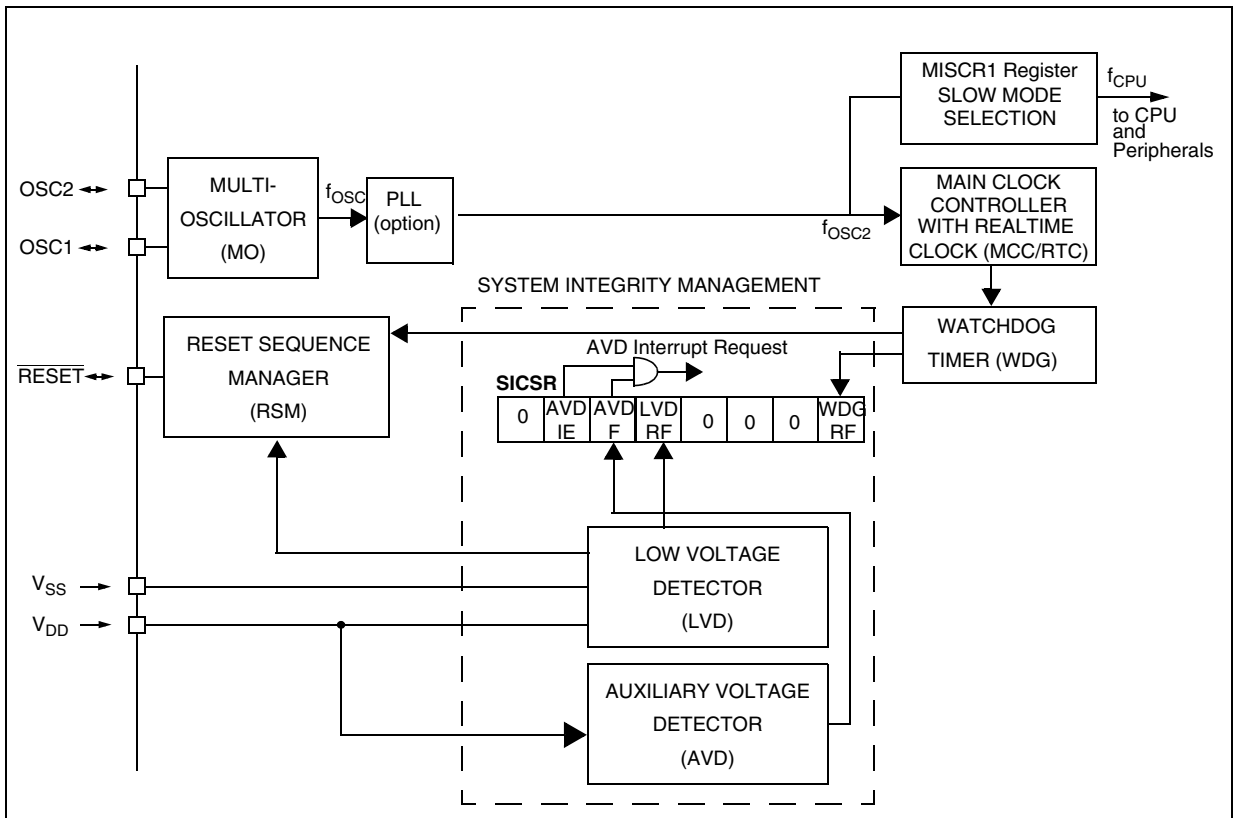 MISCR1 Register
SLOW MODE
SELECTION
fCPU
to CPU
and
Peripherals
OSC2
OSC1
MULTI-
OSCILLATOR
(MO)
fOSC
PLL
(option)
fOSC2
MAIN CLOCK
CONTROLLER
WITH REALTIME
CLOCK (MCC/RTC)
SYSTEM INTEGRITY MANAGEMENT
RESET
RESET SEQUENCE
MANAGER
(RSM)
AVD Interrupt Request
WATCHDOG
TIMER (WDG)
SICSR
0
AVD
IE
AVD
F
LVD
RF
0
0
0
WDG
RF
VSS
VDD
LOW VOLTAGE
DETECTOR
(LVD)
AUXILIARY VOLTAGE
DETECTOR
(AVD)